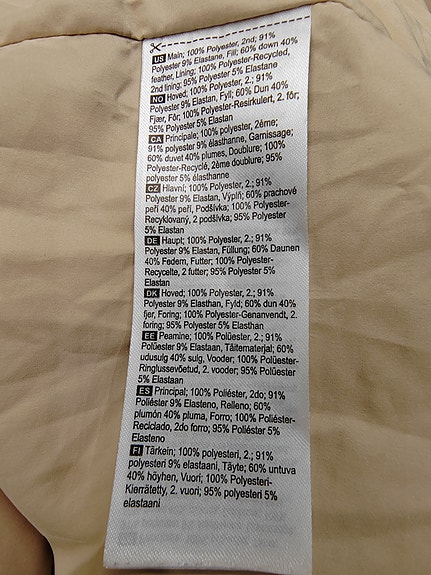 US Main; 100% Polyester, 2nd; 91%
Polyester 9% Elastane, Fill; 60% down 40%
feather, Lining; 100% Polyester-Recycled,
2nd lining; 95% Polyester 5% Elastane
NO Hoved; 100% Polyester, 2.; 91%
Polyester 9% Elastan, Fyll; 60% Dun 40%
Fjær, Fôr; 100% Polyester-Resirkulert, 2. fôr;
95% Polyester 5% Elastan
CA Principale; 100% polyester, 2ème;
91% polyester 9% élasthanne, Garnissage;
60% duvet 40% plumes, Doublure; 100%
Polyester-Recyclé, 2ème doublure; 95%
polyester 5% élasthanne
CZ Hlavní; 100% Polyester, 2.; 91%
Polyester 9% Elastan, Výplň; 60% prachové
peří 40% peří, Podšívka; 100% Polyester-
Recyklovaný, 2 podšívka; 95% Polyester
5% Elastan
DE Haupt; 100% Polyester, 2.; 91%
Polyester 9% Elastan, Füllung; 60% Daunen
40% Federn, Futter; 100% Polyester-
Recycelte, 2 futter; 95% Polyester 5%
Elastan
DK Hoved; 100% Polyester, 2.; 91%
Polyester 9% Elasthan, Fyld; 60% dun 40%
fjer, Foring; 100% Polyester-Genanvendt, 2.
foring; 95% Polyester 5% Elasthan
EE Peamine; 100% Polüester, 2.; 91%
Polüester 9% Elastaan, Täitematerjal; 60%
udusulg 40% sulg, Vooder; 100% Polüester-
Ringlussevõetud, 2. vooder; 95% Polüester
5% Elastaan
ES Principal; 100% Poliéster, 2do; 91%
Poliéster 9% Elasteno, Relleno; 60%
plumón 40% pluma, Forro; 100% Poliéster-
Reciclado, 2do forro; 95% Poliéster 5%
Elasteno
FI Tärkein; 100% polyesteri, 2.; 91%
polyesteri 9% elastaani, Täyte; 60% untuva
40% höyhen, Vuori; 100% Polyesteri-
Kierrätetty, 2. vuori; 95% polyesteri 5%
elastaani